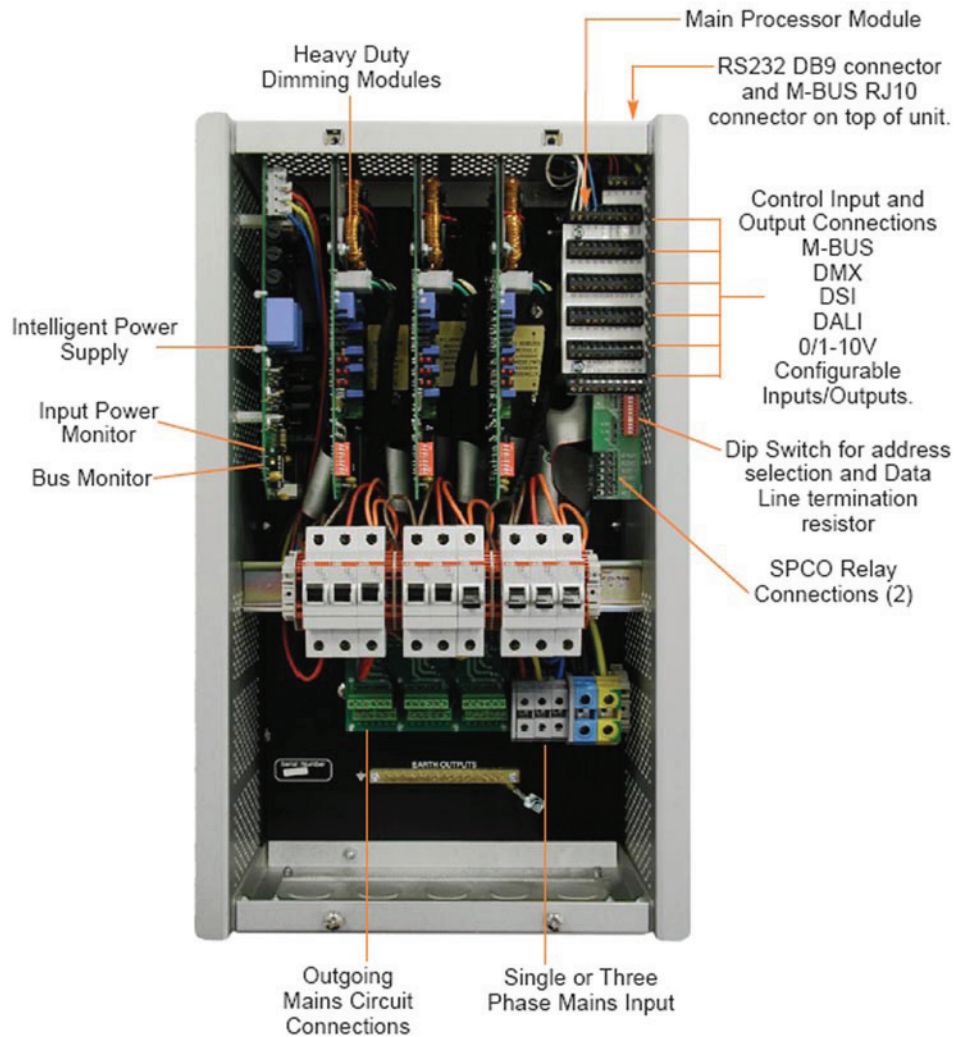 Main Processor Module
Heavy Duty
Dimming Modules
RS232 DB9 connector
and M-BUS RJ10
connector on top of unit.
Control Input and
Output Connections
M-BUS
DMX
DSI
DALI
0/1-10V
Configurable
Inputs/Outputs.
Intelligent Power
Supply
Input Power
Monitor
Bus Monitor
Dip Switch for address
selection and Data
Line termination
resistor
SPCO Relay
Connections (2)
Serial Number
EARTH OUTPUTS
Outgoing
Mains Circuit
Connections
Single or Three
Phase Mains Input